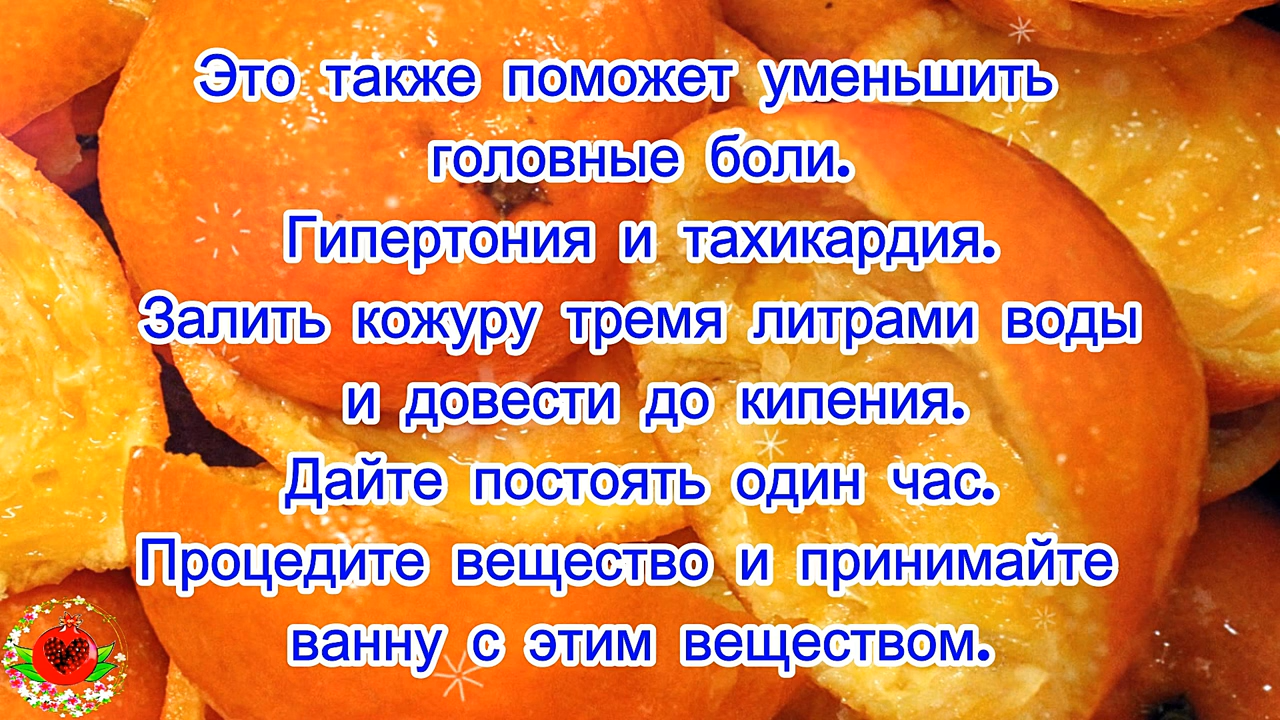 Это также поможет уменьшить
головные боли.
Гипертония и тахикардия.
Залить кожуру тремя литрами воды
и довести до кипения.
Дайте постоять один час.
Процедите вещество и принимайте
ванну с этим веществом.